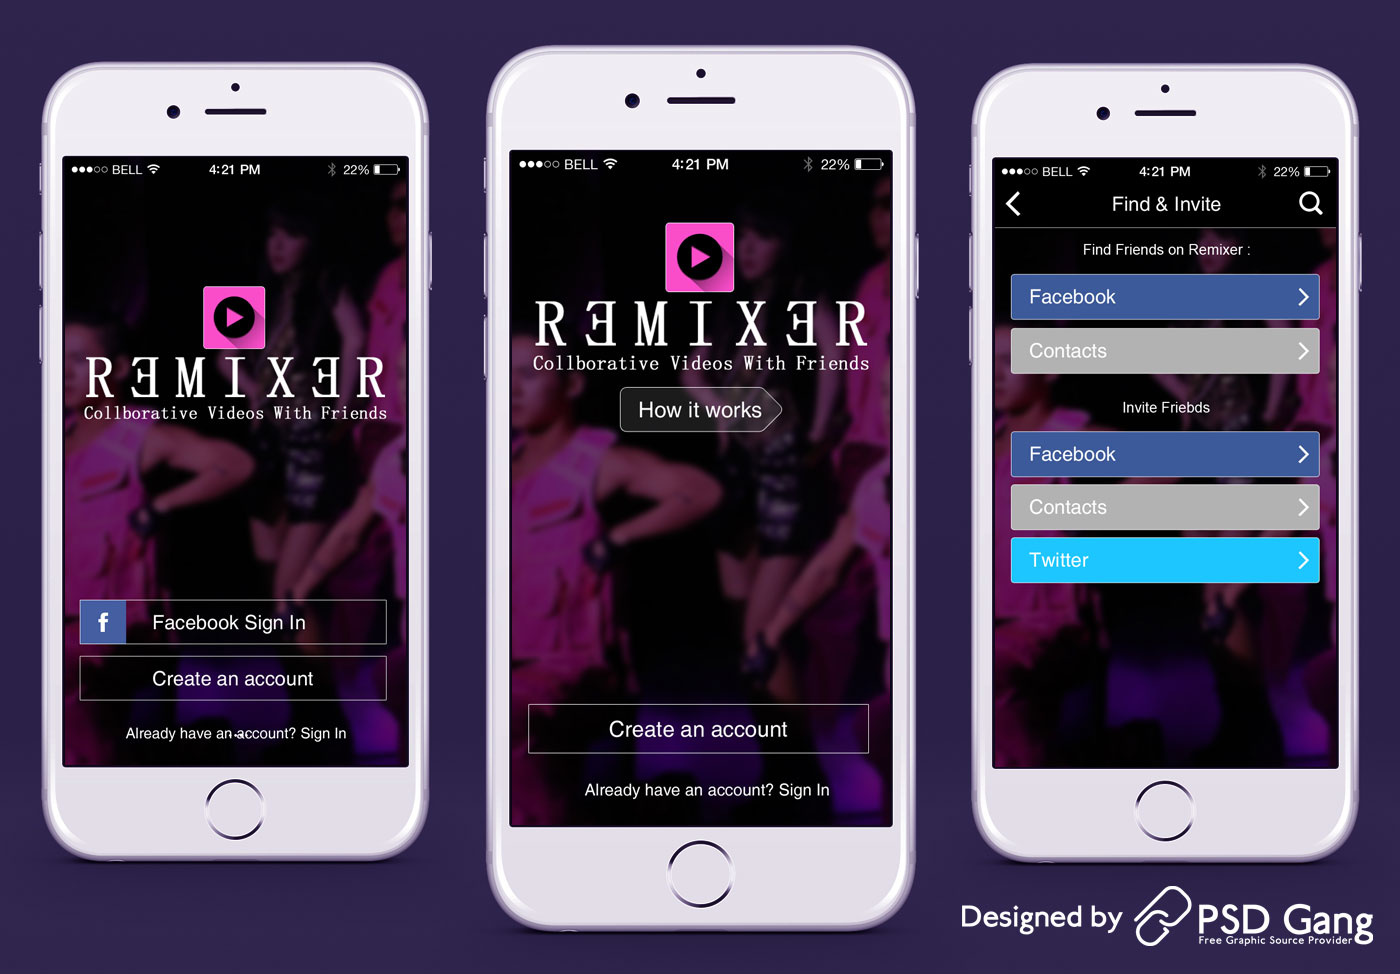 BELL 4:21 PM 22%
RƎMIXƎR
Collborative Videos With Friends
f Facebook Sign In
Create an account
Already have an account? Sign In
BELL 4:21 PM 22%
RƎMIXƎR
Collborative Videos With Friends
How it works
Create an account
Already have an account? Sign In
BELL 4:21 PM 22%
Find & Invite
Find Friends on Remixer :
Facebook
Contacts
Invite Friebds
Facebook
Contacts
Twitter
Designed by PSD Gang
Free Graphic Source Provider